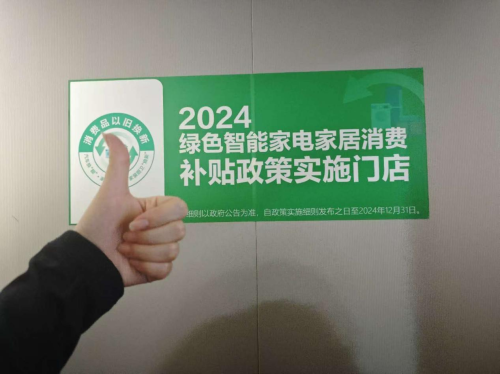 消费品以旧换新
2024
绿色智能家电家居消费
补贴政策实施门店
细则以政府公告为准，自政策实施细则发布之日至2024年12月31日。